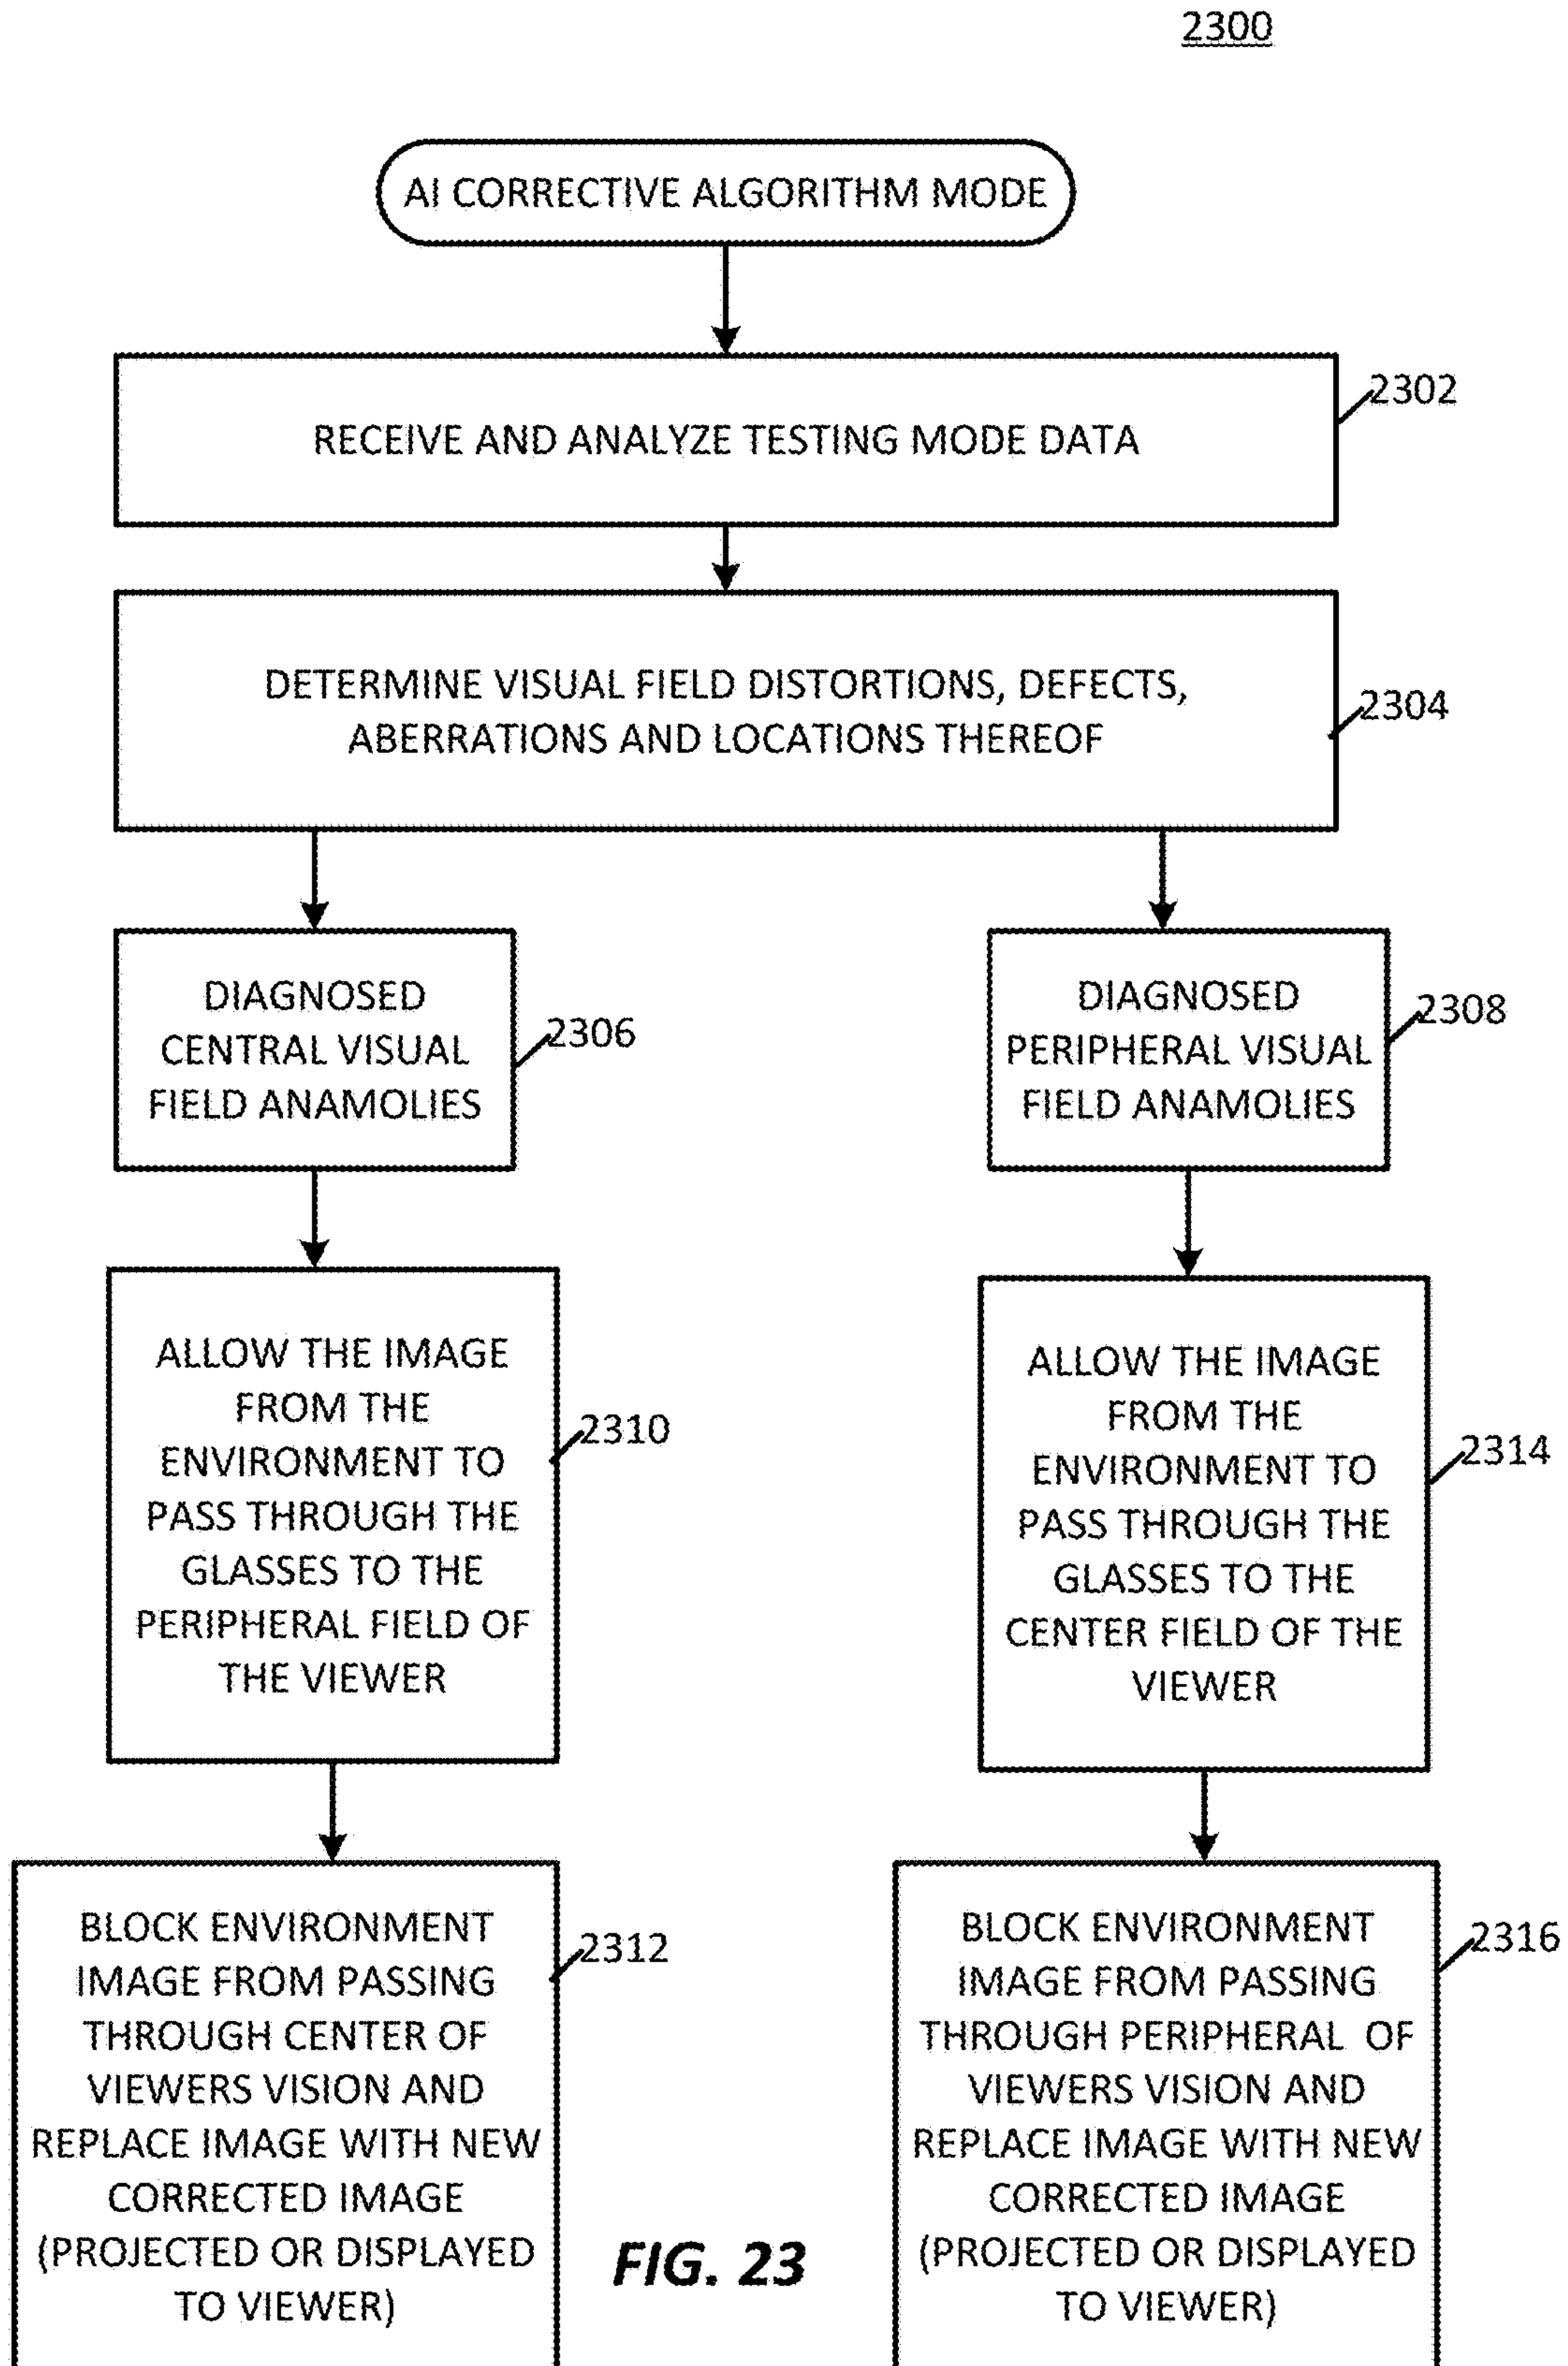 2300
AI CORRECTIVE ALGORITHM MODE
RECEIVE AND ANALYZE TESTING MODE DATA
2302
DETERMINE VISUAL FIELD DISTORTIONS, DEFECTS,
ABERRATIONS AND LOCATIONS THEREOF
2304
DIAGNOSED
CENTRAL VISUAL
FIELD ANAMOLIES
2306
DIAGNOSED
PERIPHERAL VISUAL
FIELD ANAMOLIES
2308
ALLOW THE IMAGE
FROM THE
ENVIRONMENT TO
PASS THROUGH THE
GLASSES TO THE
PERIPHERAL FIELD OF
THE VIEWER
2310
ALLOW THE IMAGE
FROM THE
ENVIRONMENT TO
PASS THROUGH THE
GLASSES TO THE
CENTER FIELD OF THE
VIEWER
2314
BLOCK ENVIRONMENT
IMAGE FROM PASSING
THROUGH CENTER OF
VIEWERS VISION AND
REPLACE IMAGE WITH NEW
CORRECTED IMAGE
(PROJECTED OR DISPLAYED
TO VIEWER)
2312
BLOCK ENVIRONMENT
IMAGE FROM PASSING
THROUGH PERIPHERAL OF
VIEWERS VISION AND
REPLACE IMAGE WITH NEW
CORRECTED IMAGE
(PROJECTED OR DISPLAYED
TO VIEWER)
2316
FIG. 23